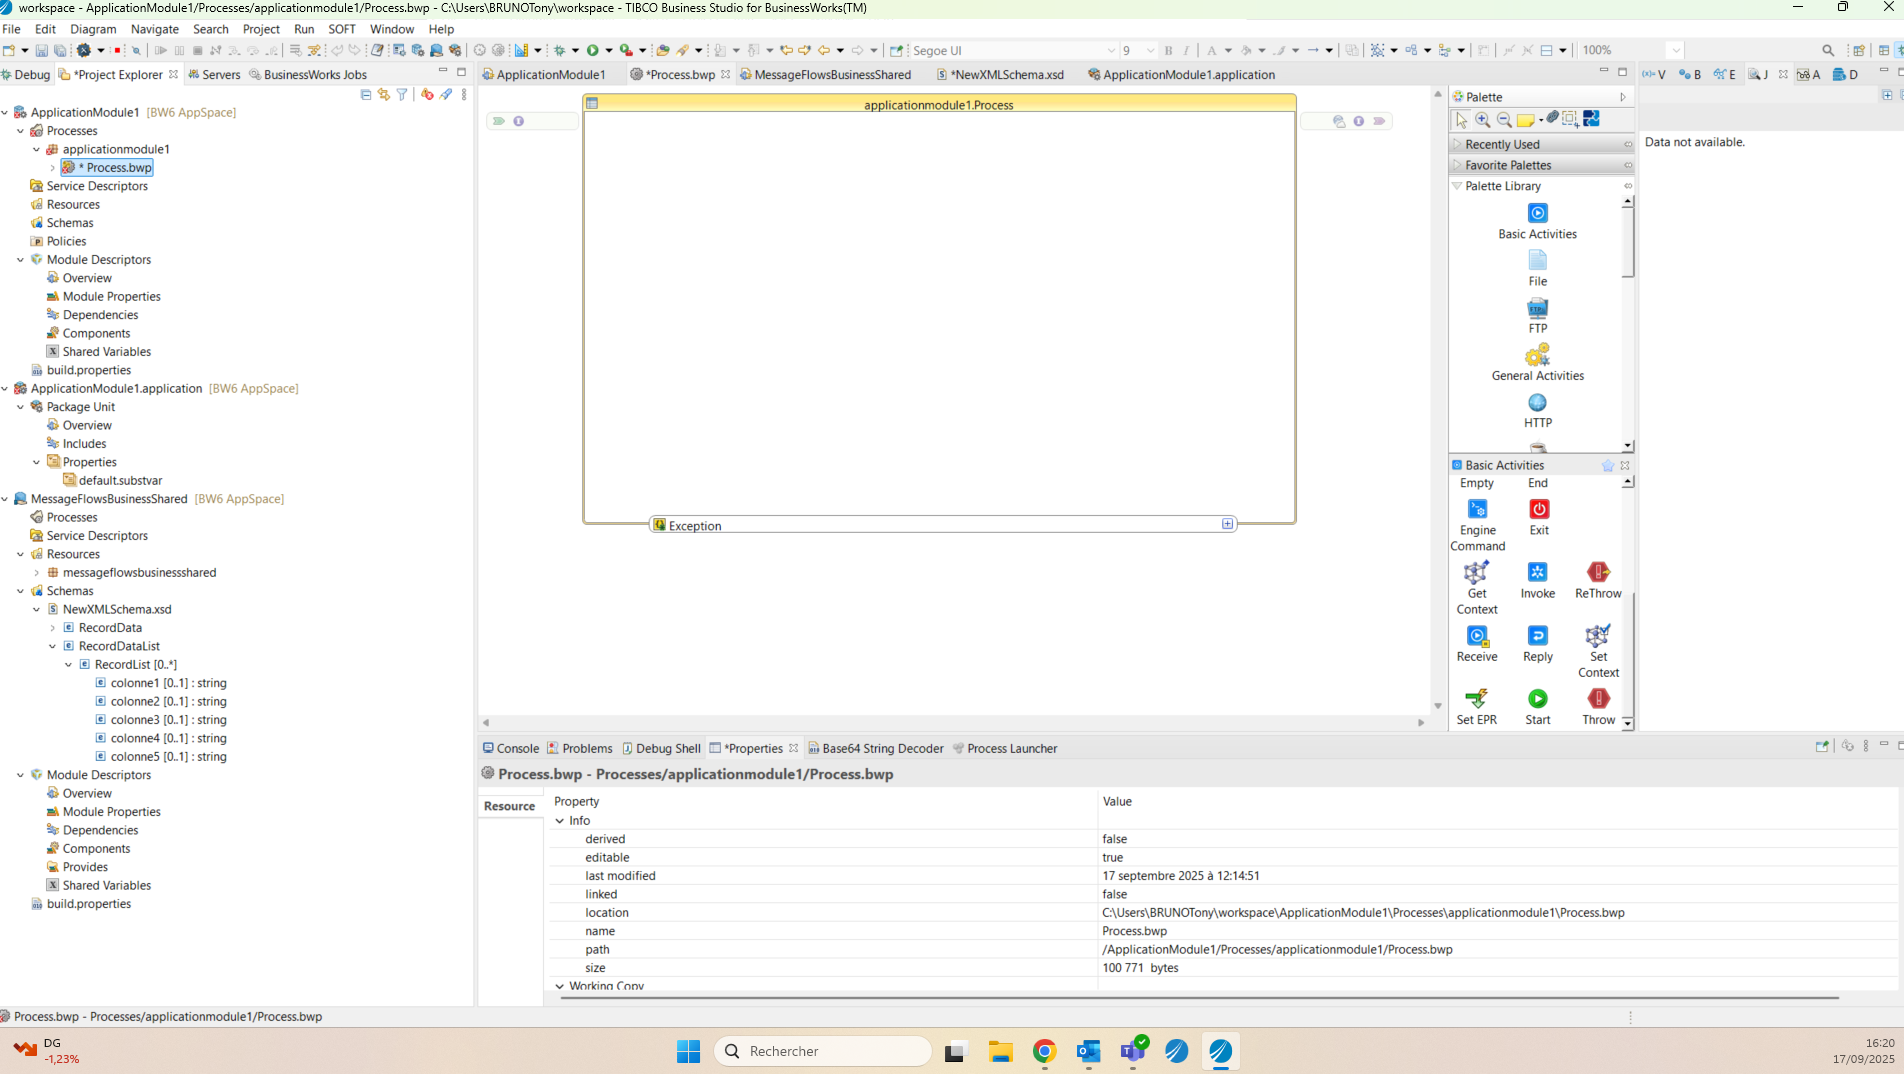 workspace - ApplicationModule1/Processes/applicationmodule1/Process.bwp - C:\Users\BRUNOTony\workspace - TIBCO Business Studio for BusinessWorks(TM)
File Edit Diagram Navigate Search Project Run SOFT Window Help
Segoe UI 9 B I A 100%
Debug *Project Explorer Servers BusinessWorks Jobs
ApplicationModule1 *Process.bwp MessageFlowsBusinessShared *NewXMLSchema.xsd ApplicationModule1.application
V B E J A D
ApplicationModule1 [BW6 AppSpace]
Processes
applicationmodule1
* Process.bwp
Service Descriptors
Resources
Schemas
Policies
Module Descriptors
Overview
Module Properties
Dependencies
Components
Shared Variables
build.properties
ApplicationModule1.application [BW6 AppSpace]
Package Unit
Overview
Includes
Properties
default.substvar
MessageFlowsBusinessShared [BW6 AppSpace]
Processes
Service Descriptors
Resources
messageflowsbusinessshared
Schemas
NewXMLSchema.xsd
RecordData
RecordDataList
RecordList [0..*]
colonne1 [0..1] : string
colonne2 [0..1] : string
colonne3 [0..1] : string
colonne4 [0..1] : string
colonne5 [0..1] : string
Module Descriptors
Overview
Module Properties
Dependencies
Components
Provides
Shared Variables
build.properties
applicationmodule1.Process
Exception
Palette
Recently Used
Favorite Palettes
Palette Library
Basic Activities
File
FTP
General Activities
HTTP
Basic Activities
Empty End
Engine Command Exit
Get Context Invoke ReThrow
Receive Reply Set Context
Set EPR Start Throw
Data not available.
Console Problems Debug Shell *Properties Base64 String Decoder Process Launcher
Process.bwp - Processes/applicationmodule1/Process.bwp
Resource
Property Value
Info
derived false
editable true
last modified 17 septembre 2025 à 12:14:51
linked false
location C:\Users\BRUNOTony\workspace\ApplicationModule1\Processes\applicationmodule1\Process.bwp
name Process.bwp
path /ApplicationModule1/Processes/applicationmodule1/Process.bwp
size 100 771 bytes
Working Copy
Process.bwp - Processes/applicationmodule1/Process.bwp
DG
-1,23%
Rechercher
16:20
17/09/2025